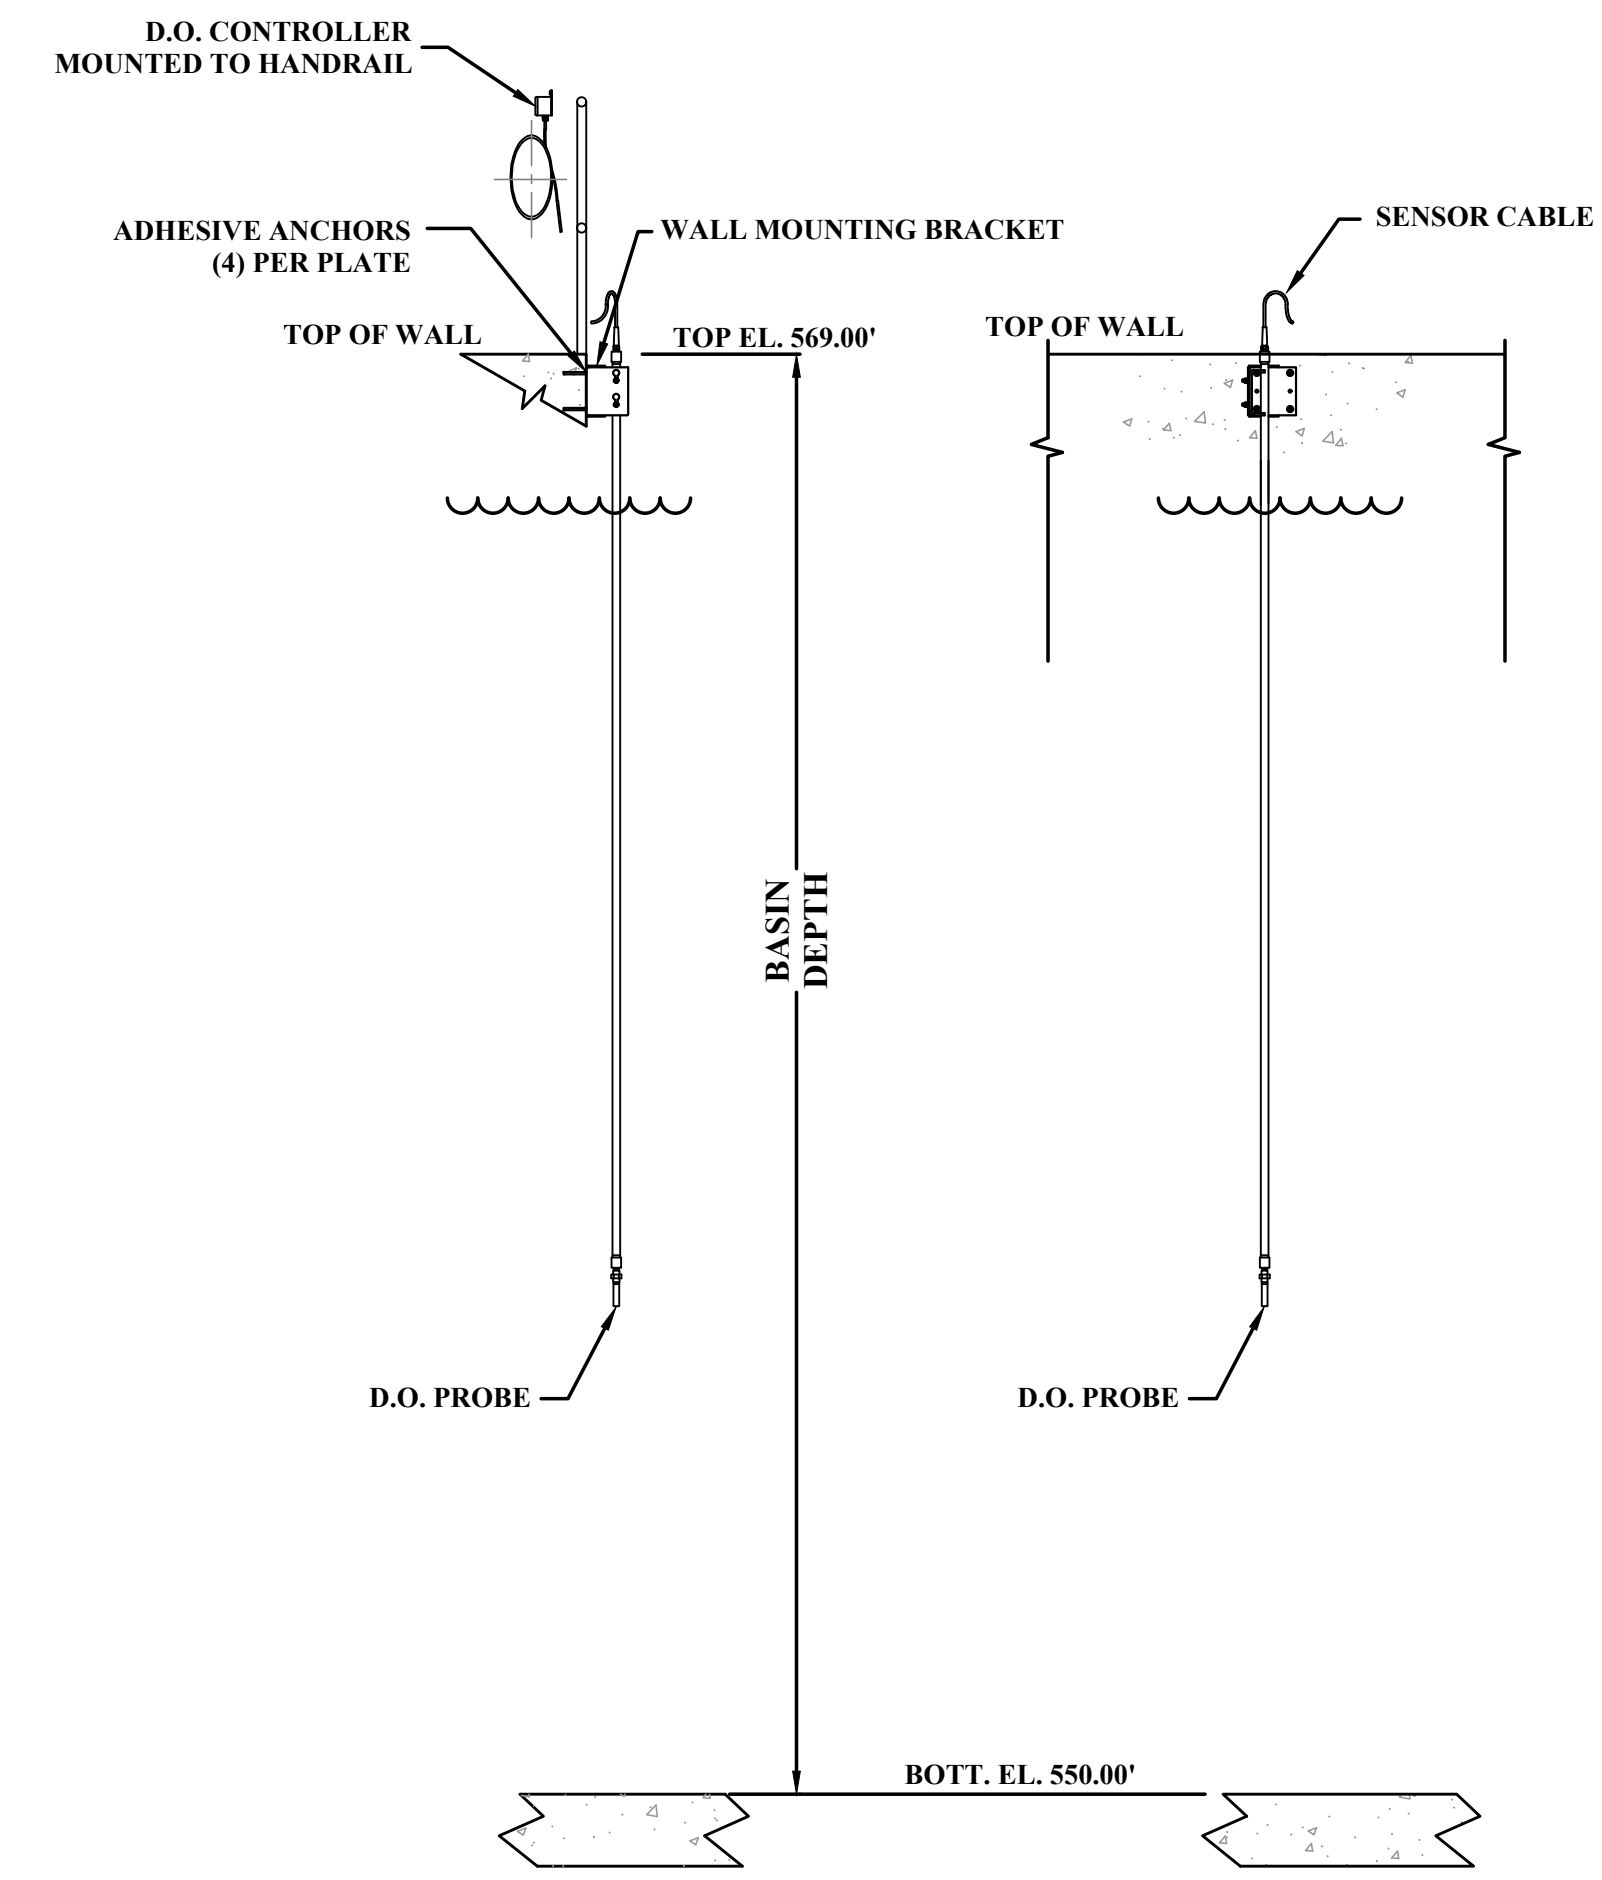 D.O. CONTROLLER
MOUNTED TO HANDRAIL
ADHESIVE ANCHORS
(4) PER PLATE
WALL MOUNTING BRACKET
SENSOR CABLE
TOP OF WALL
TOP EL. 569.00'
TOP OF WALL
BASIN
DEPTH
D.O. PROBE
D.O. PROBE
BOTT. EL. 550.00'